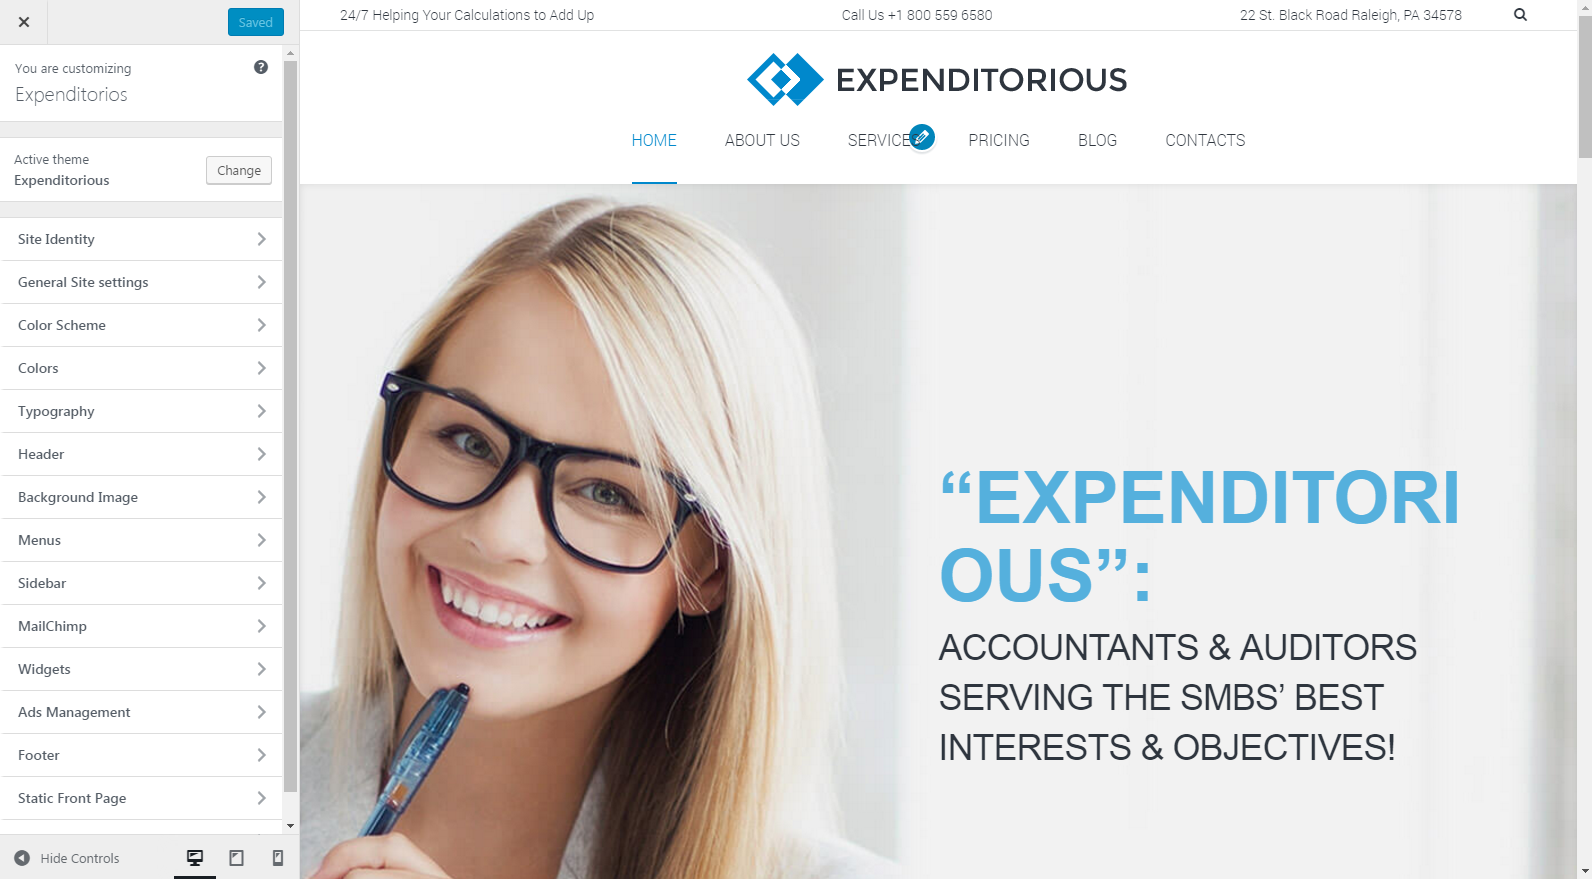 Saved
You are customizing
Expenditorios
Active theme
Expenditorious
Change
Site Identity
General Site settings
Color Scheme
Colors
Typography
Header
Background Image
Menus
Sidebar
MailChimp
Widgets
Ads Management
Footer
Static Front Page
Hide Controls
24/7 Helping Your Calculations to Add Up
Call Us +1 800 559 6580
22 St. Black Road Raleigh, PA 34578
EXPENDITORIOUS
HOME ABOUT US SERVICES PRICING BLOG CONTACTS
“EXPENDITORI
OUS”:
ACCOUNTANTS & AUDITORS
SERVING THE SMBS’ BEST
INTERESTS & OBJECTIVES!